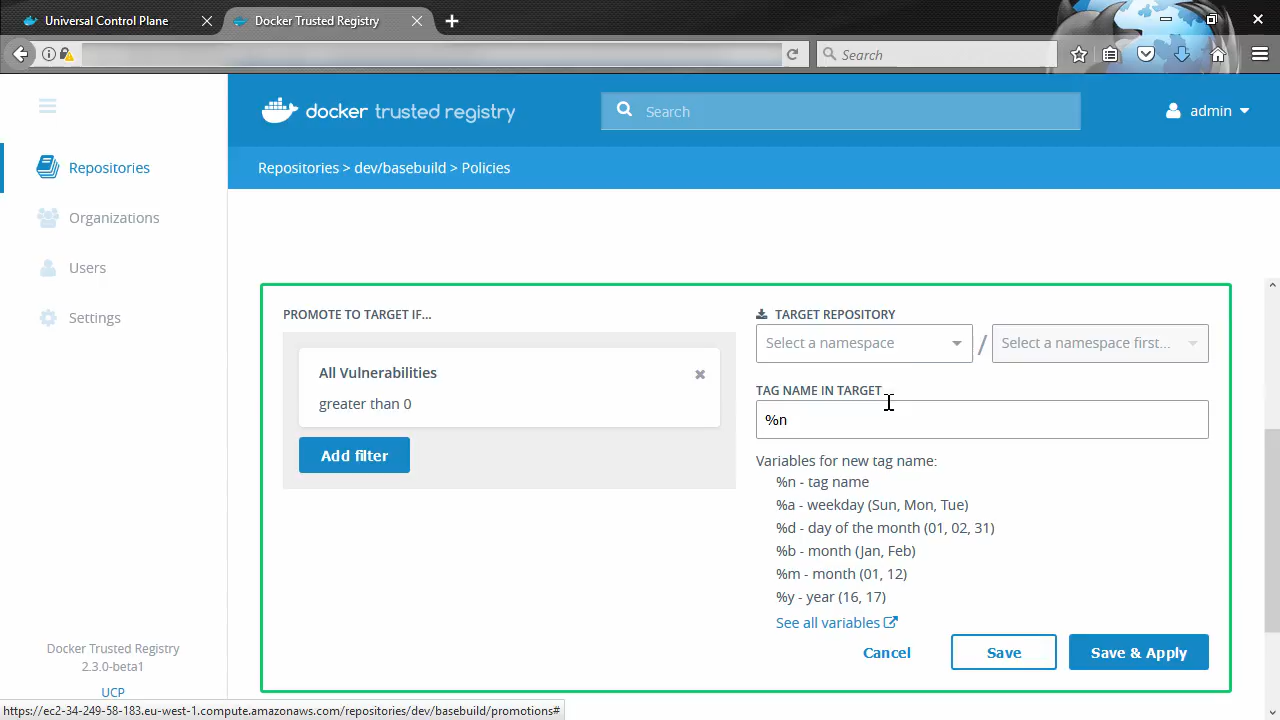 Universal Control Plane
Docker Trusted Registry
Search
docker trusted registry
Search
admin
Repositories
Organizations
Users
Settings
Repositories > dev/basebuild > Policies
PROMOTE TO TARGET IF...
All Vulnerabilities
greater than 0
Add filter
TARGET REPOSITORY
Select a namespace
/
Select a namespace first...
TAG NAME IN TARGET
%n
Variables for new tag name:
%n - tag name
%a - weekday (Sun, Mon, Tue)
%d - day of the month (01, 02, 31)
%b - month (Jan, Feb)
%m - month (01, 12)
%y - year (16, 17)
See all variables
Cancel
Save
Save & Apply
Docker Trusted Registry
2.3.0-beta1
UCP
https://ec2-34-249-58-183.eu-west-1.compute.amazonaws.com/repositories/dev/basebuild/promotions#